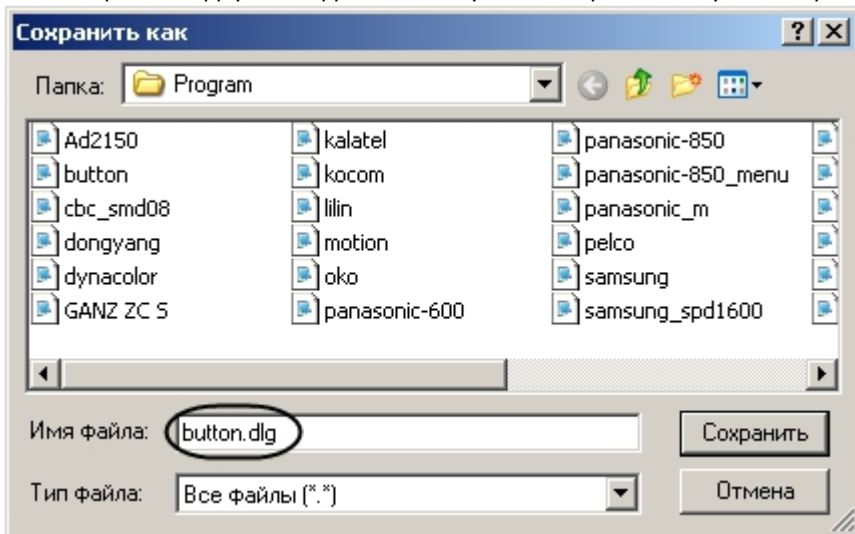 Сохранить как
Папка: Program
Ad2150
button
cbc_smd08
dongyang
dynacolor
GANZ ZC S
kalatel
kocom
lilin
motion
oko
panasonic-600
panasonic-850
panasonic-850_menu
panasonic_m
pelco
samsung
samsung_spd1600
Имя файла: button.dlg
Сохранить
Тип файла: Все файлы (*.*)
Отмена